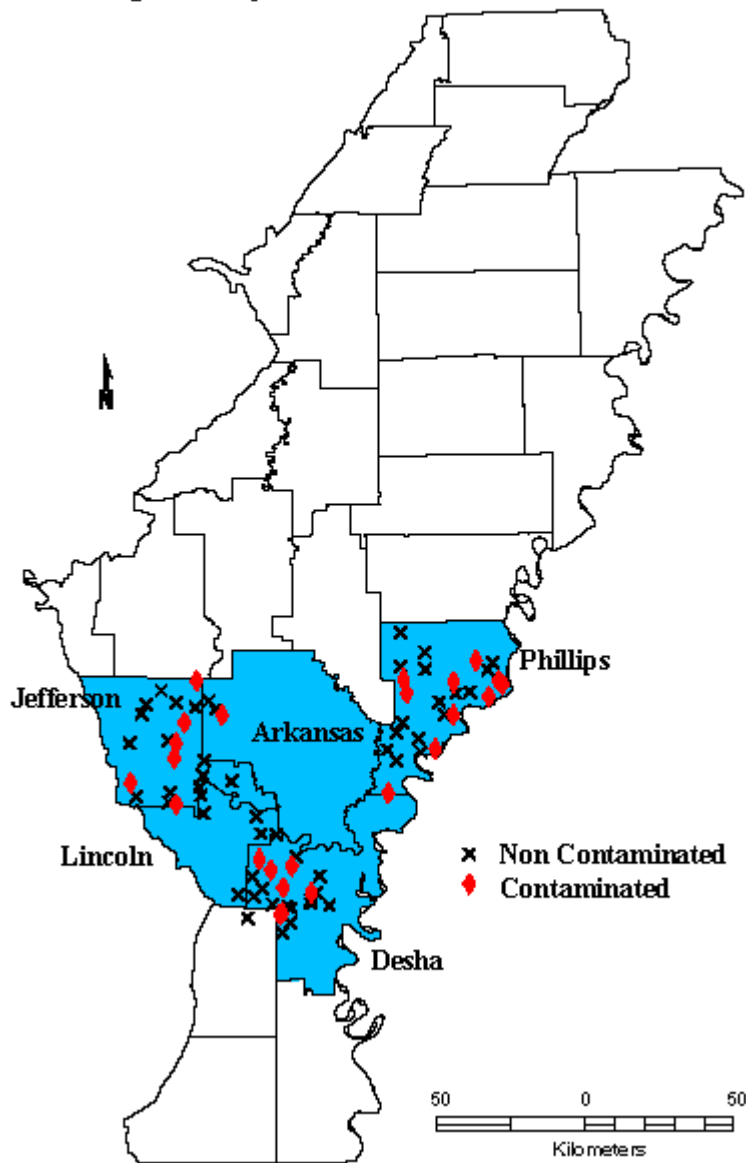 N
Phillips
Jefferson
Arkansas
Lincoln
Non Contaminated
Contaminated
Desha
50 0 50
Kilometers